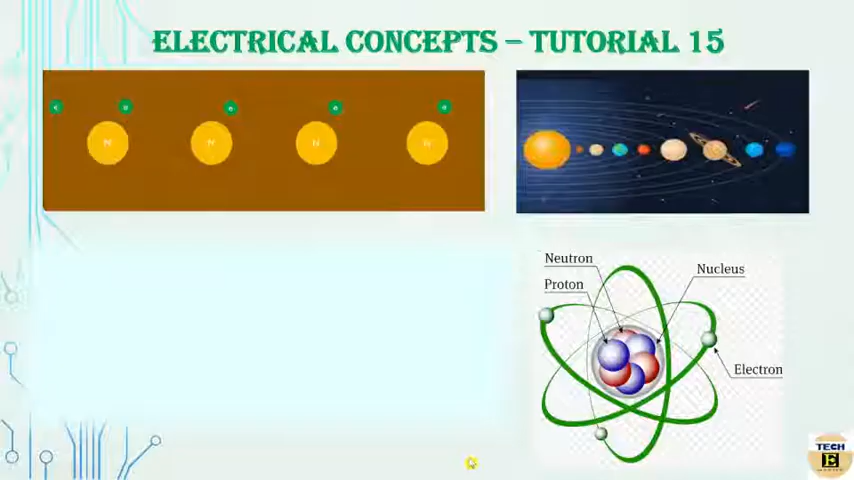 ELECTRICAL CONCEPTS – TUTORIAL 15
e e e e e
N N N N
Neutron
Nucleus
Proton
Electron
TECH
E